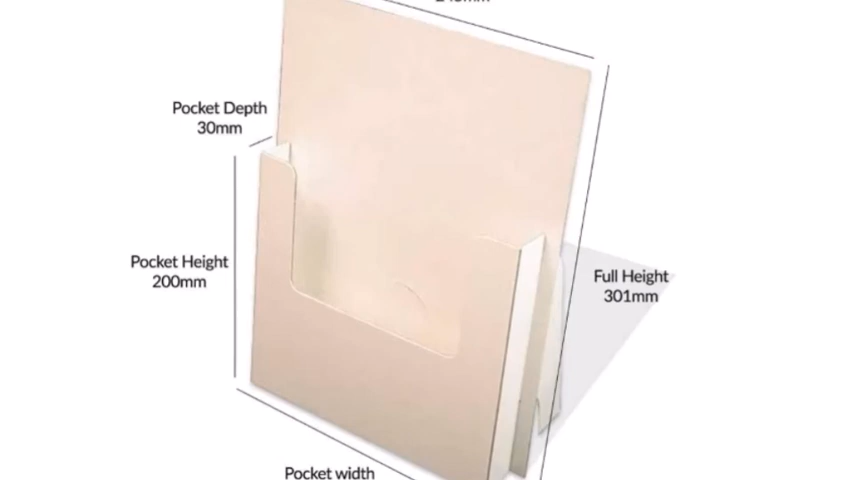 Pocket Depth
30mm
Pocket Height
200mm
Full Height
301mm
Pocket width